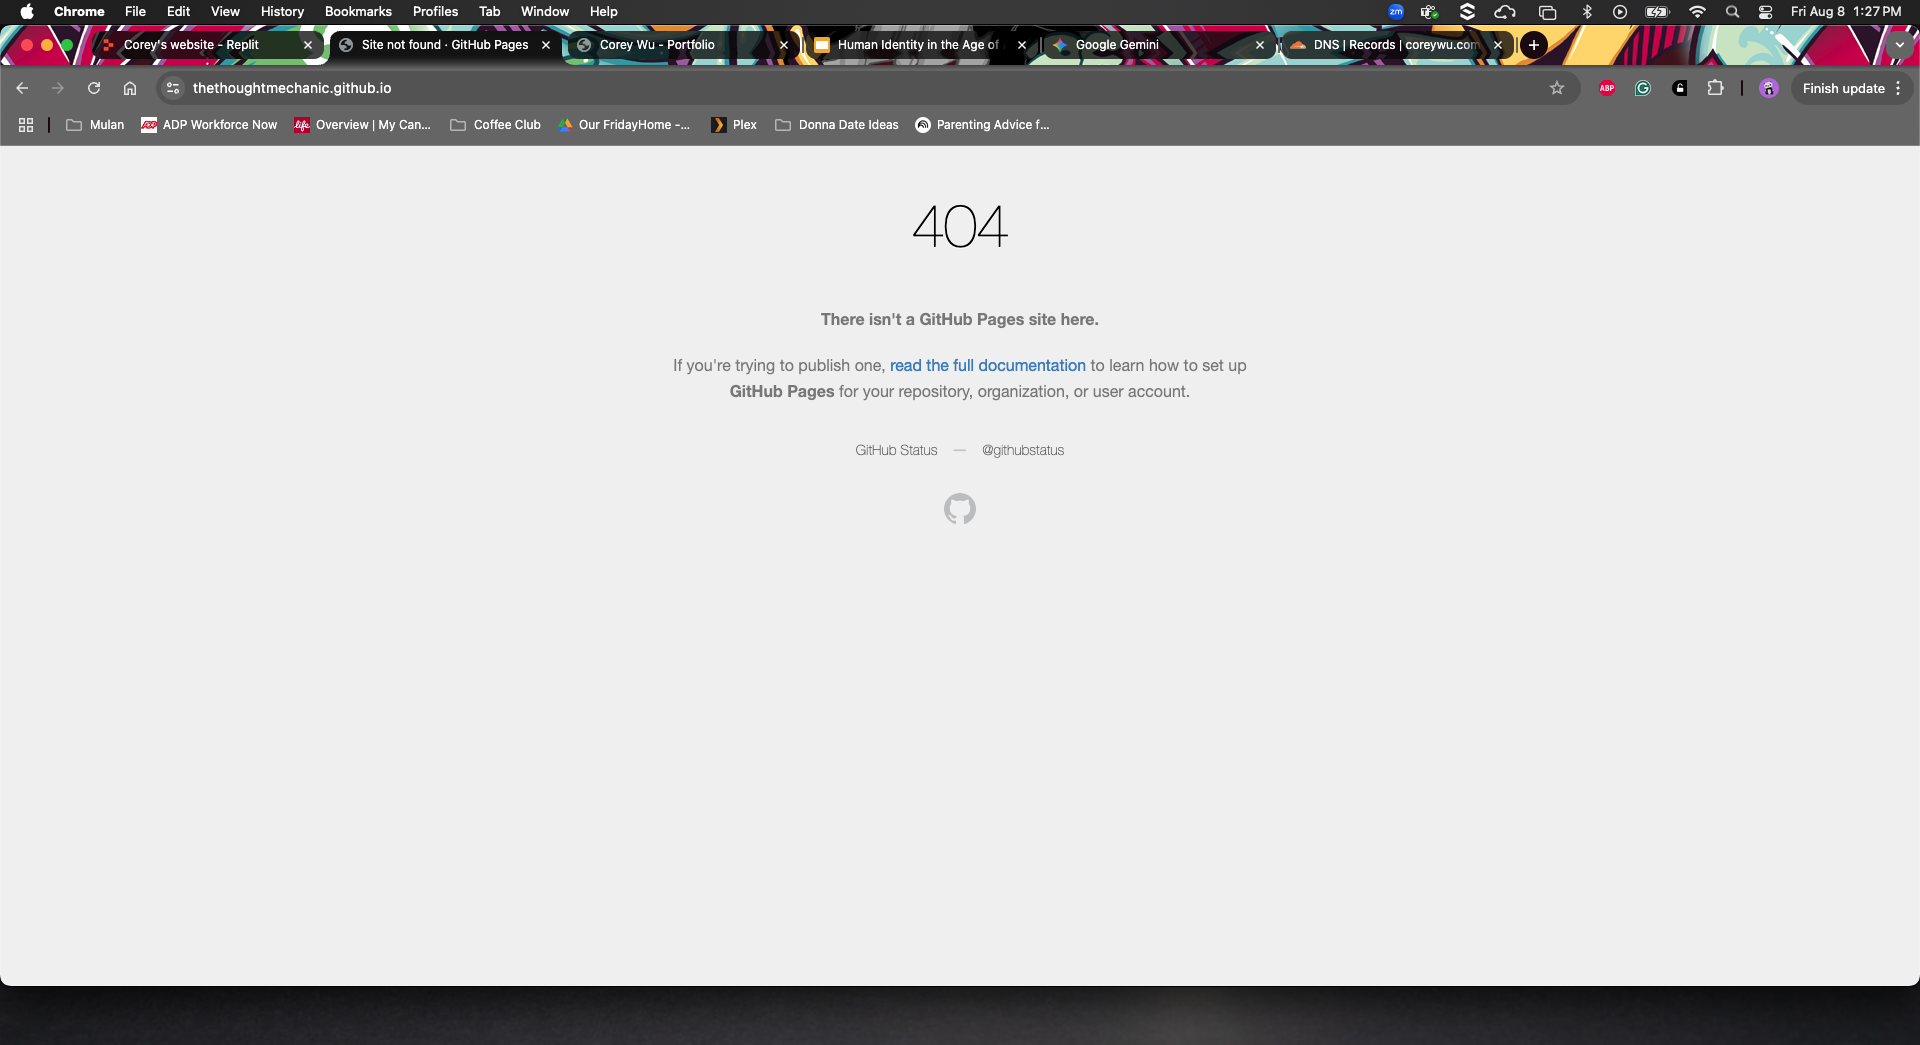 Chrome File Edit View History Bookmarks Profiles Tab Window Help zm Fri Aug 8 1:27 PM
Corey's website - Replit Site not found · GitHub Pages Corey Wu - Portfolio Human Identity in the Age of Google Gemini DNS | Records | coreywu.com
thethoughtmechanic.github.io ABP Finish update
Mulan ADP ADP Workforce Now life Overview | My Can... Coffee Club Our FridayHome -... Plex Donna Date Ideas Parenting Advice f...
404
There isn't a GitHub Pages site here.
If you're trying to publish one, read the full documentation to learn how to set up
GitHub Pages for your repository, organization, or user account.
GitHub Status — @githubstatus